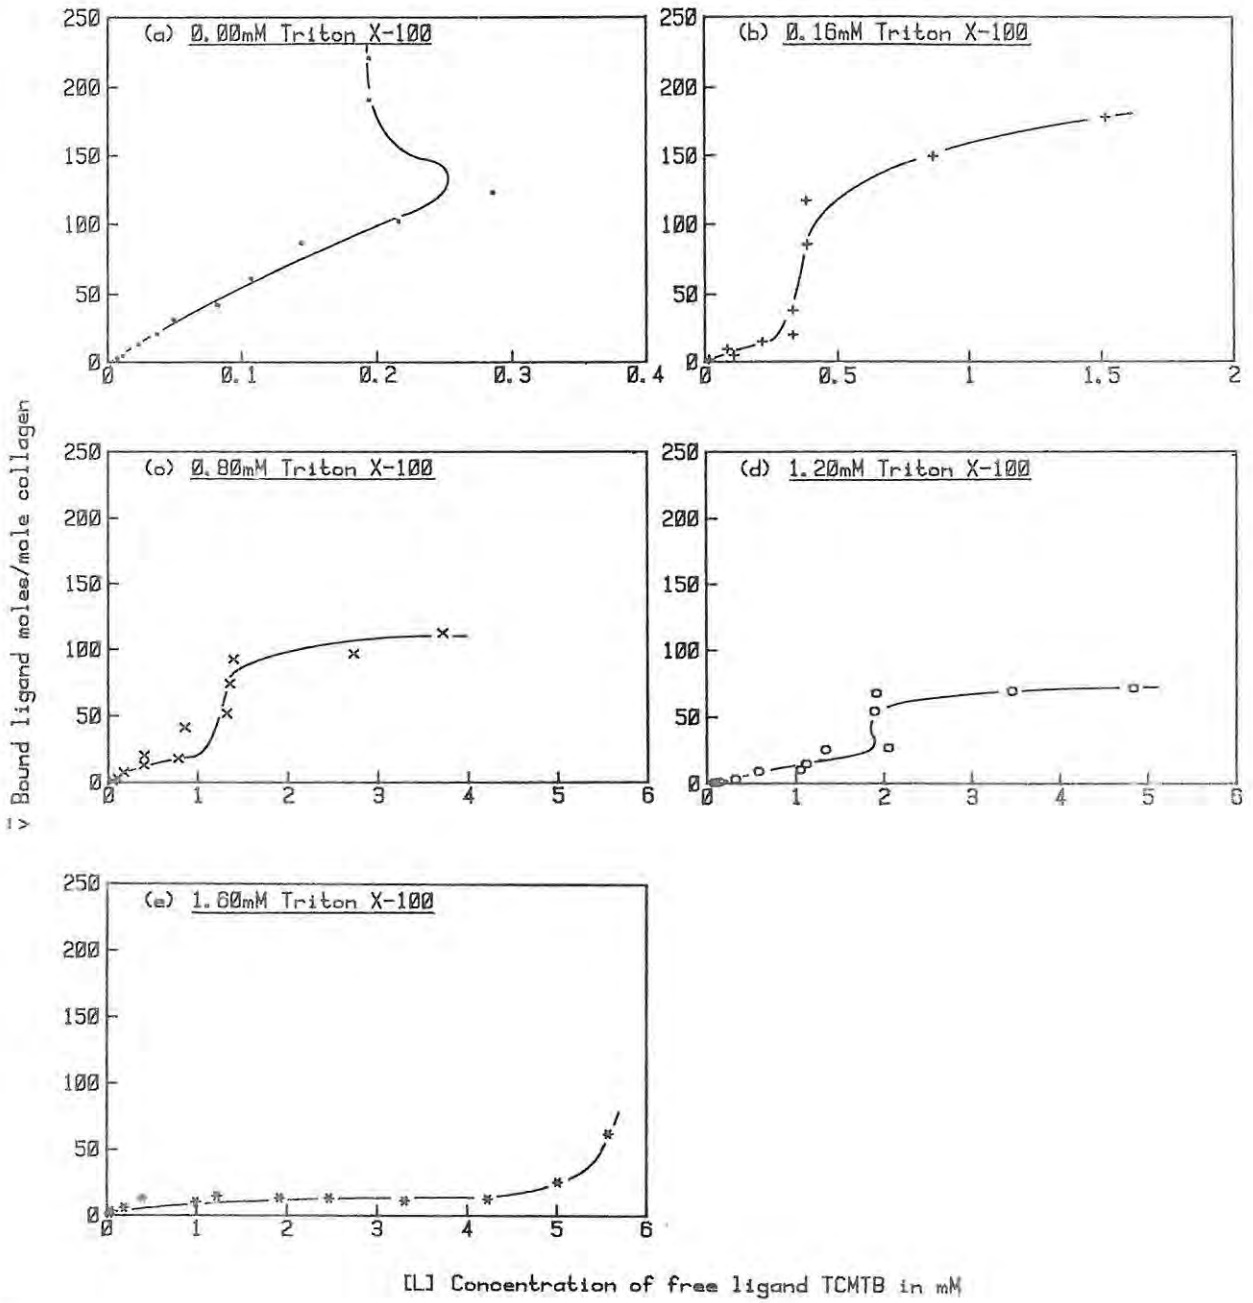 250
(a) 0.00mM Triton X-100
200
150
100
50
0
0 0.1 0.2 0.3 0.4
250
(b) 0.16mM Triton X-100
200
150
100
50
0
0 0.5 1 1.5 2
250
(c) 0.80mM Triton X-100
200
150
100
50
0
0 1 2 3 4 5 6
250
(d) 1.20mM Triton X-100
200
150
100
50
0
0 1 2 3 4 5 6
250
(e) 1.60mM Triton X-100
200
150
100
50
0
0 1 2 3 4 5 6
v̄ Bound ligand moles/mole collagen
[L] Concentration of free ligand TCMTB in mM